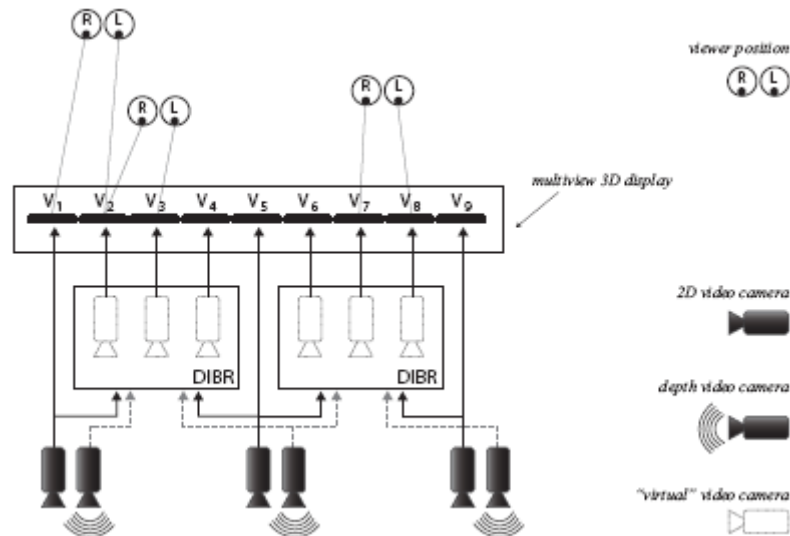 R L
viewer position
R L
R L
R L
multiview 3D display
V1 V2 V3 V4 V5 V6 V7 V8 V9
2D video camera
DIBR DIBR
depth video camera
"virtual" video camera